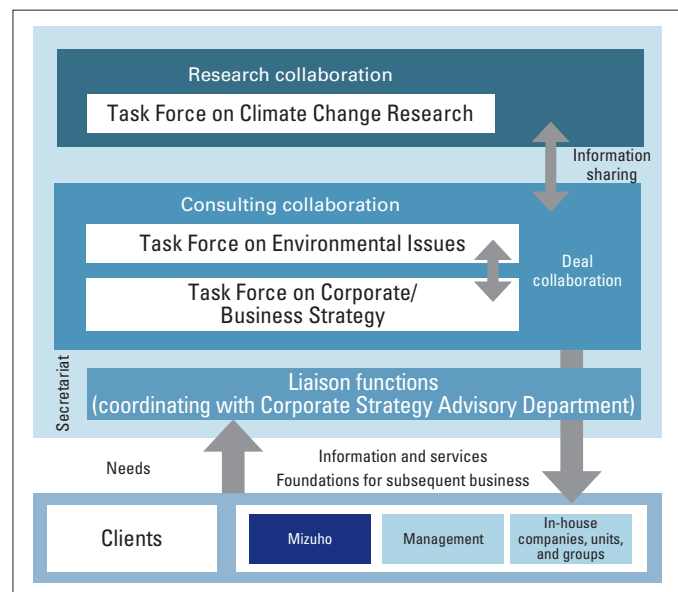 Research collaboration
Task Force on Climate Change Research
Information
sharing
Consulting collaboration
Task Force on Environmental Issues
Task Force on Corporate/
Business Strategy
Deal
collaboration
Secretariat
Liaison functions
(coordinating with Corporate Strategy Advisory Department)
Needs
Information and services
Foundations for subsequent business
Clients
Mizuho
Management
In-house
companies, units,
and groups